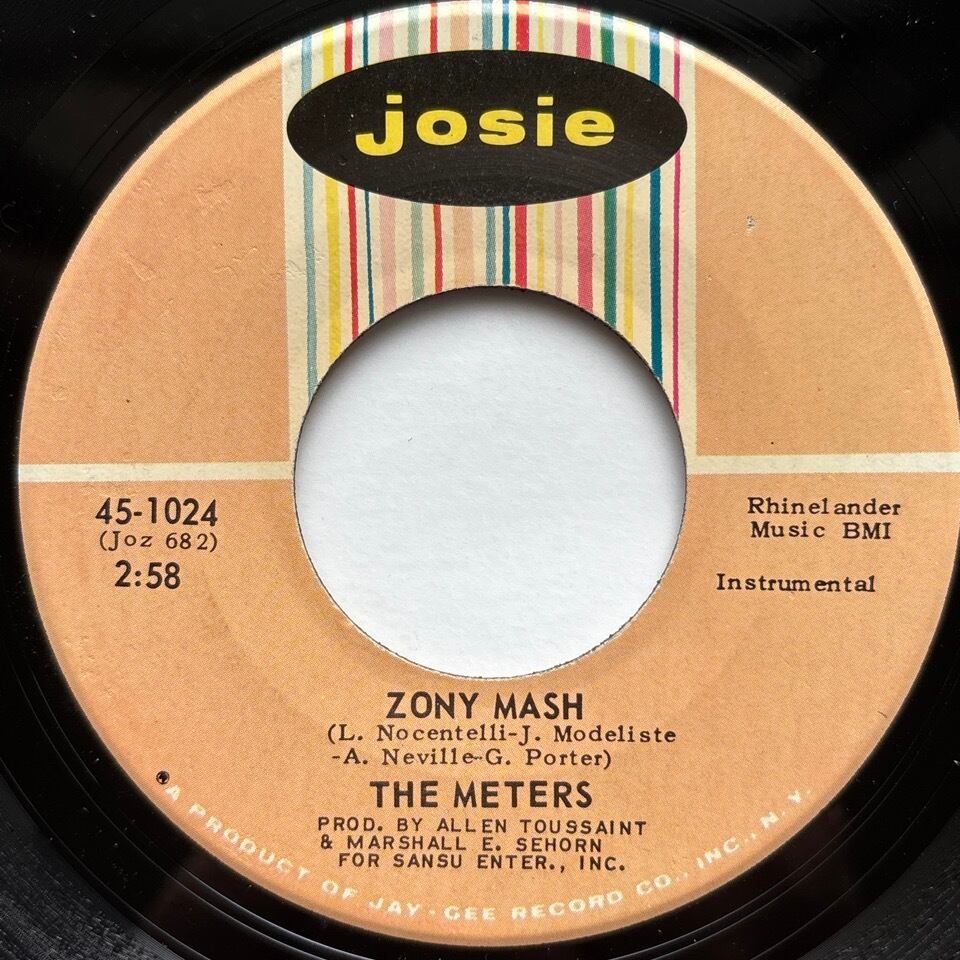 josie
45-1024
(Joz 682)
2:58
Rhinelander
Music BMI
Instrumental
ZONY MASH
(L. Nocentelli-J. Modeliste
-A. Neville-G. Porter)
THE METERS
PROD. BY ALLEN TOUSSAINT
& MARSHALL E. SEHORN
FOR SANSU ENTER., INC.
A PRODUCT OF JAY-GEE RECORD CO., INC., N.Y.